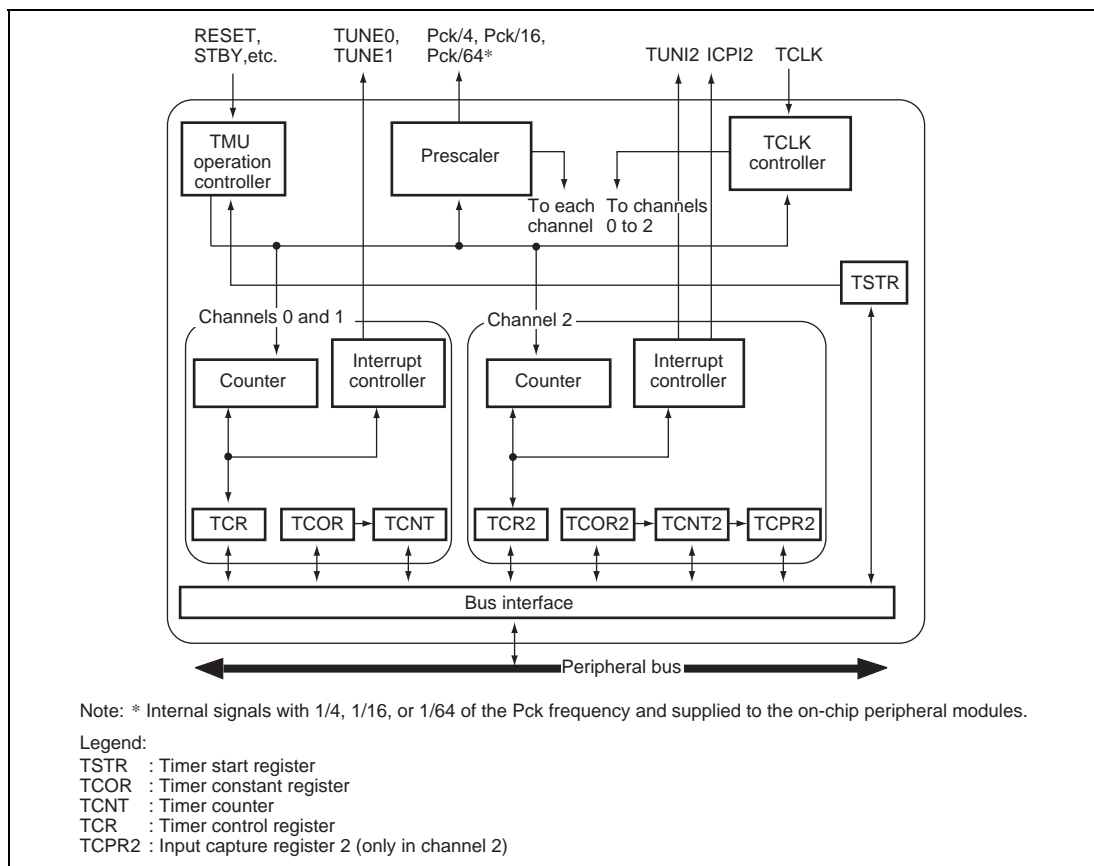 RESET,
STBY,etc.
TUNE0,
TUNE1
Pck/4, Pck/16,
Pck/64*
TUNI2 ICPI2
TCLK
TMU
operation
controller
Prescaler
TCLK
controller
To each
channel
To channels
0 to 2
TSTR
Channels 0 and 1
Channel 2
Counter
Interrupt
controller
Counter
Interrupt
controller
TCR
TCOR
TCNT
TCR2
TCOR2
TCNT2
TCPR2
Bus interface
Peripheral bus
Note: * Internal signals with 1/4, 1/16, or 1/64 of the Pck frequency and supplied to the on-chip peripheral modules.
Legend:
TSTR : Timer start register
TCOR : Timer constant register
TCNT : Timer counter
TCR : Timer control register
TCPR2 : Input capture register 2 (only in channel 2)